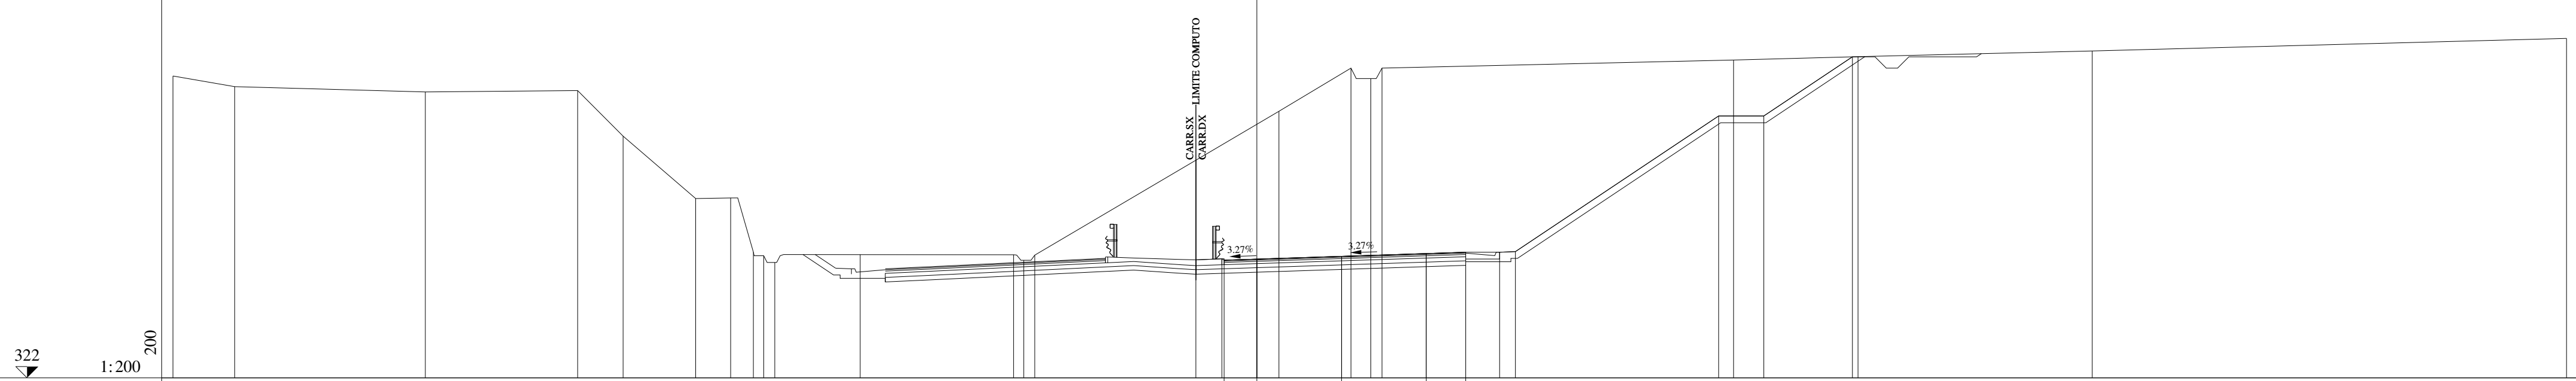 LIMITE COMPUTO
CARR.SX
CARR.DX
3.27%
3.27%
200
322
1:200